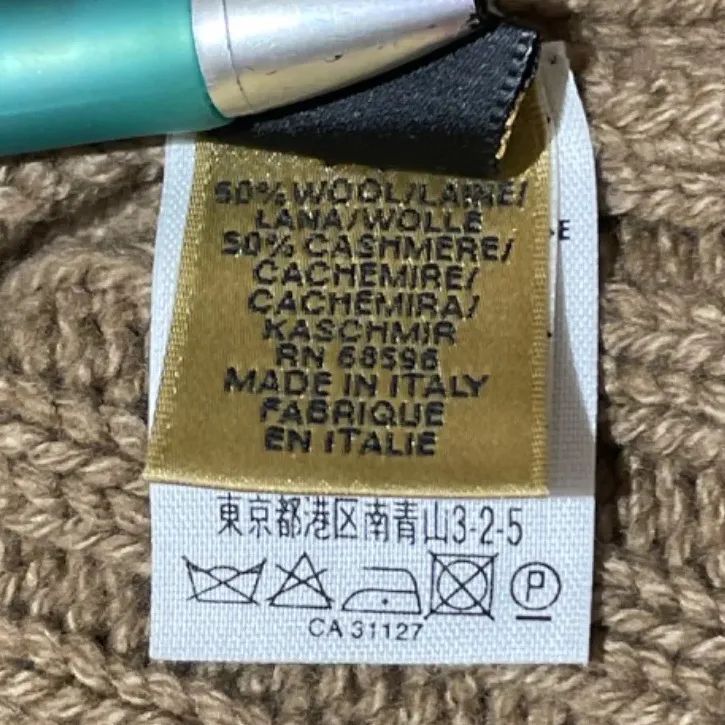 50% WOOL/LAINE/
LANA/WOLLE
50% CASHMERE/
CACHEMIRE/
CACHEMIRA/
KASCHMIR
RN 68596
MADE IN ITALY
FABRIQUE
EN ITALIE
E
東京都港区南青山3-2-5
P
CA 31127